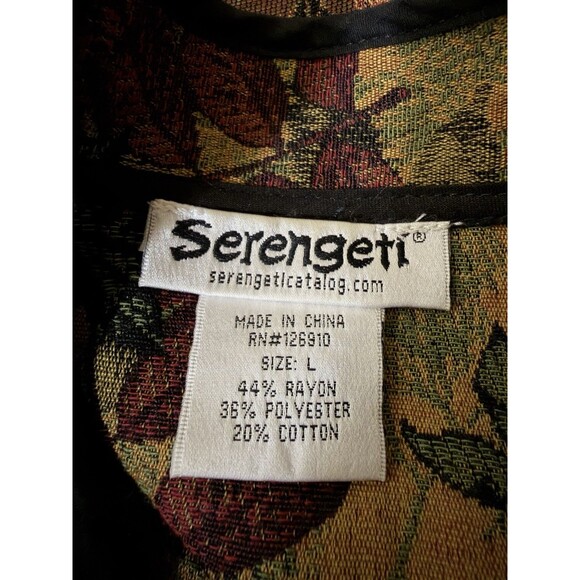 Serengeti®
serengeticatalog.com
MADE IN CHINA
RN#126910
SIZE: L
44% RAYON
36% POLYESTER
20% COTTON